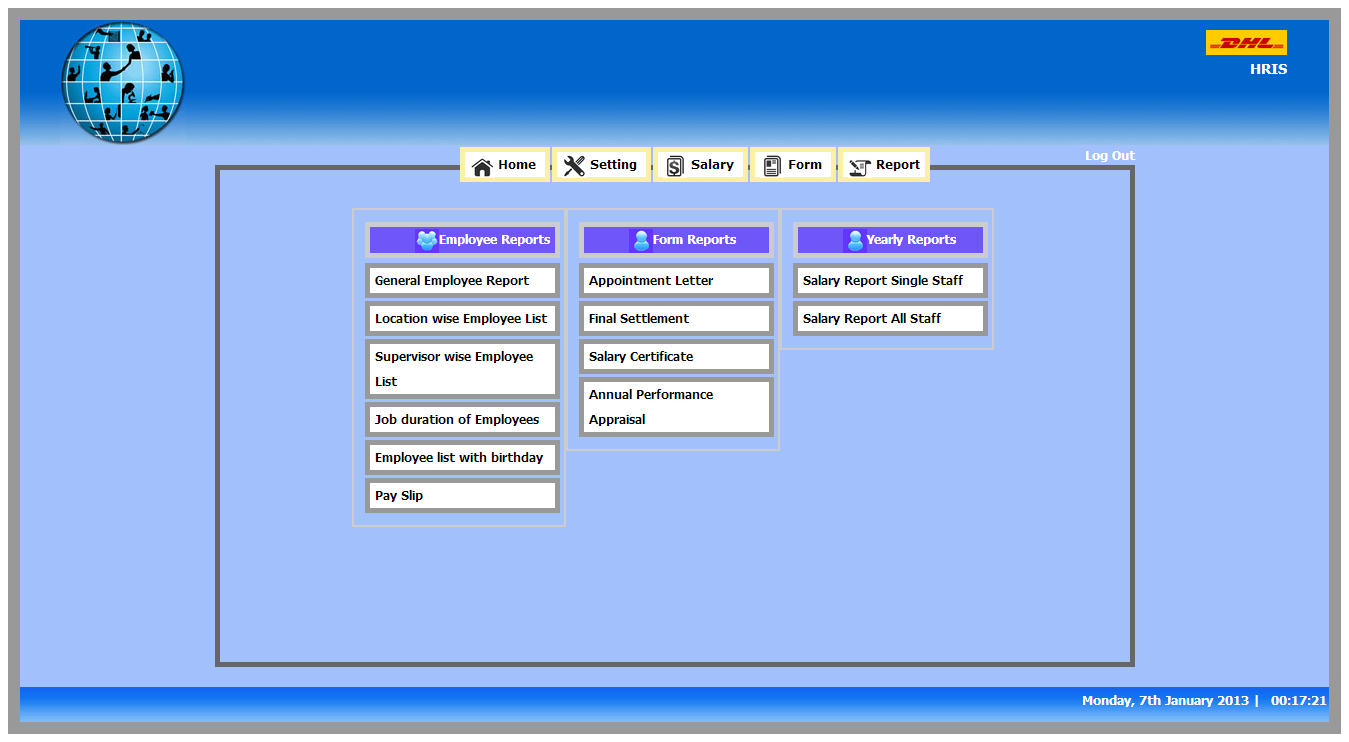 DHL
HRIS
Log Out
Home
Setting
Salary
Form
Report
Employee Reports
General Employee Report
Location wise Employee List
Supervisor wise Employee
List
Job duration of Employees
Employee list with birthday
Pay Slip
Form Reports
Appointment Letter
Final Settlement
Salary Certificate
Annual Performance
Appraisal
Yearly Reports
Salary Report Single Staff
Salary Report All Staff
Monday, 7th January 2013 | 00:17:21